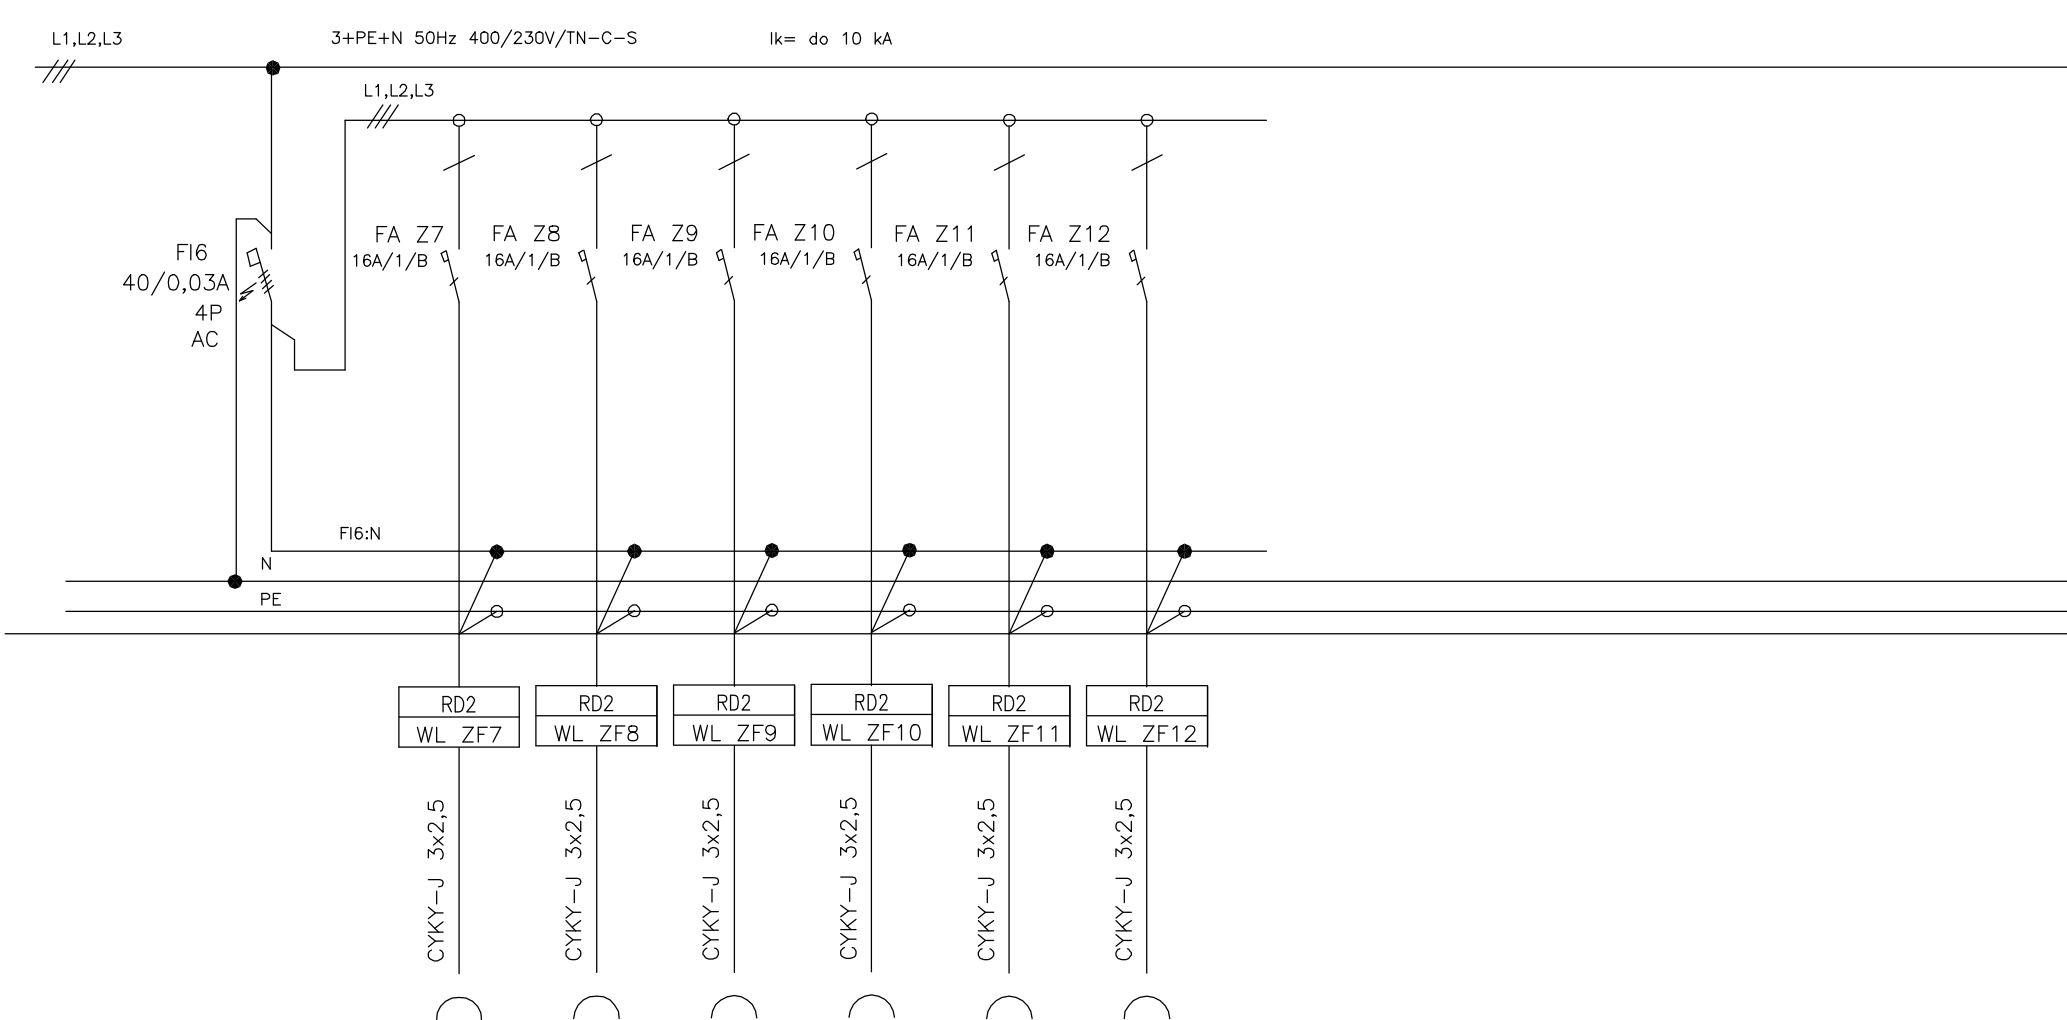 L1,L2,L3 3+PE+N 50Hz 400/230V/TN-C-S Ik= do 10 kA
L1,L2,L3
FI6
40/0,03A
4P
AC
FA Z7
16A/1/B
FA Z8
16A/1/B
FA Z9
16A/1/B
FA Z10
16A/1/B
FA Z11
16A/1/B
FA Z12
16A/1/B
FI6:N
N
PE
RD2
WL ZF7
RD2
WL ZF8
RD2
WL ZF9
RD2
WL ZF10
RD2
WL ZF11
RD2
WL ZF12
CYKY-J 3x2,5
CYKY-J 3x2,5
CYKY-J 3x2,5
CYKY-J 3x2,5
CYKY-J 3x2,5
CYKY-J 3x2,5